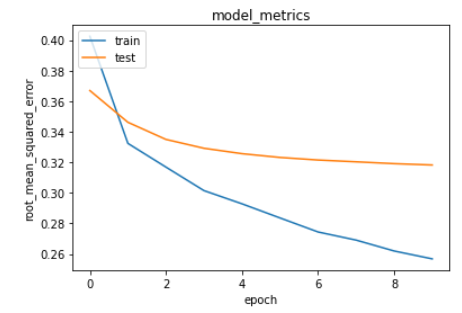 model_metrics
0.40
0.38
0.36
0.34
0.32
0.30
0.28
0.26
root_mean_squared_error
train
test
0 2 4 6 8
epoch